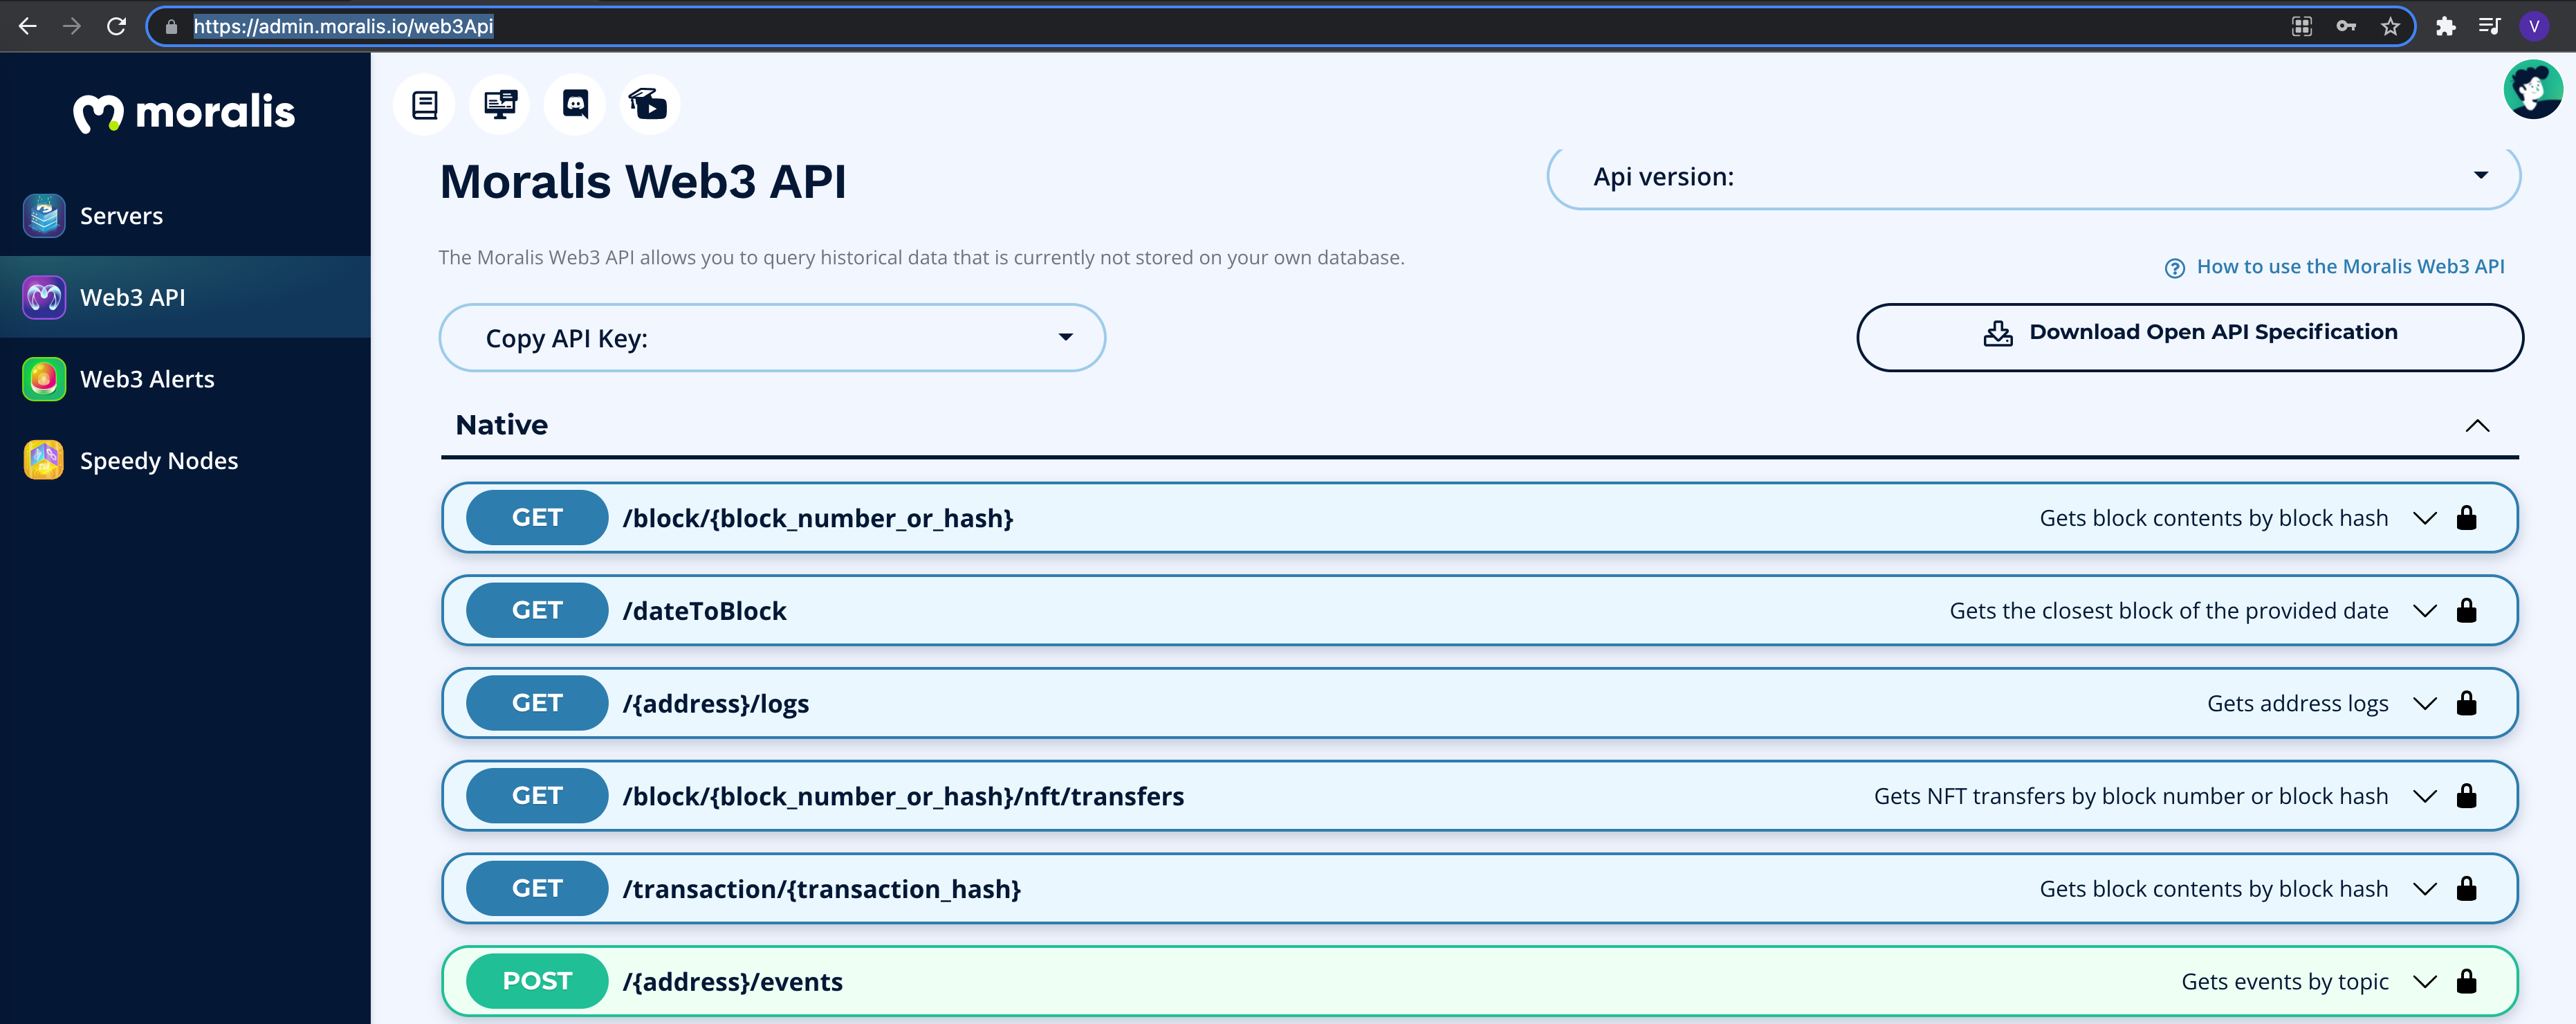 https://admin.moralis.io/web3Api
V
moralis
Servers
Web3 API
Web3 Alerts
Speedy Nodes
Moralis Web3 API
Api version:
The Moralis Web3 API allows you to query historical data that is currently not stored on your own database.
How to use the Moralis Web3 API
Copy API Key:
Download Open API Specification
Native
GET /block/{block_number_or_hash} Gets block contents by block hash
GET /dateToBlock Gets the closest block of the provided date
GET /{address}/logs Gets address logs
GET /block/{block_number_or_hash}/nft/transfers Gets NFT transfers by block number or block hash
GET /transaction/{transaction_hash} Gets block contents by block hash
POST /{address}/events Gets events by topic